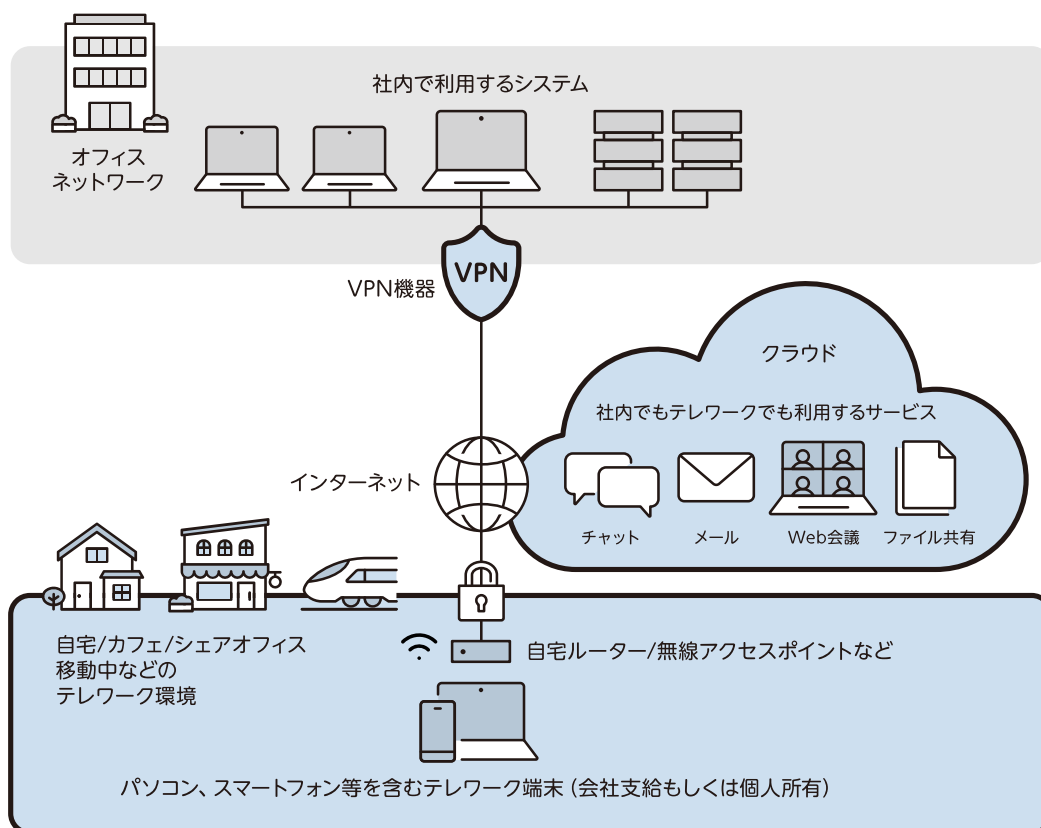 社内で利用するシステム
オフィス
ネットワーク
VPN
VPN機器
クラウド
社内でもテレワークでも利用するサービス
インターネット
チャット
メール
Web会議
ファイル共有
自宅/カフェ/シェアオフィス
移動中などの
テレワーク環境
自宅ルーター/無線アクセスポイントなど
パソコン、スマートフォン等を含むテレワーク端末（会社支給もしくは個人所有）